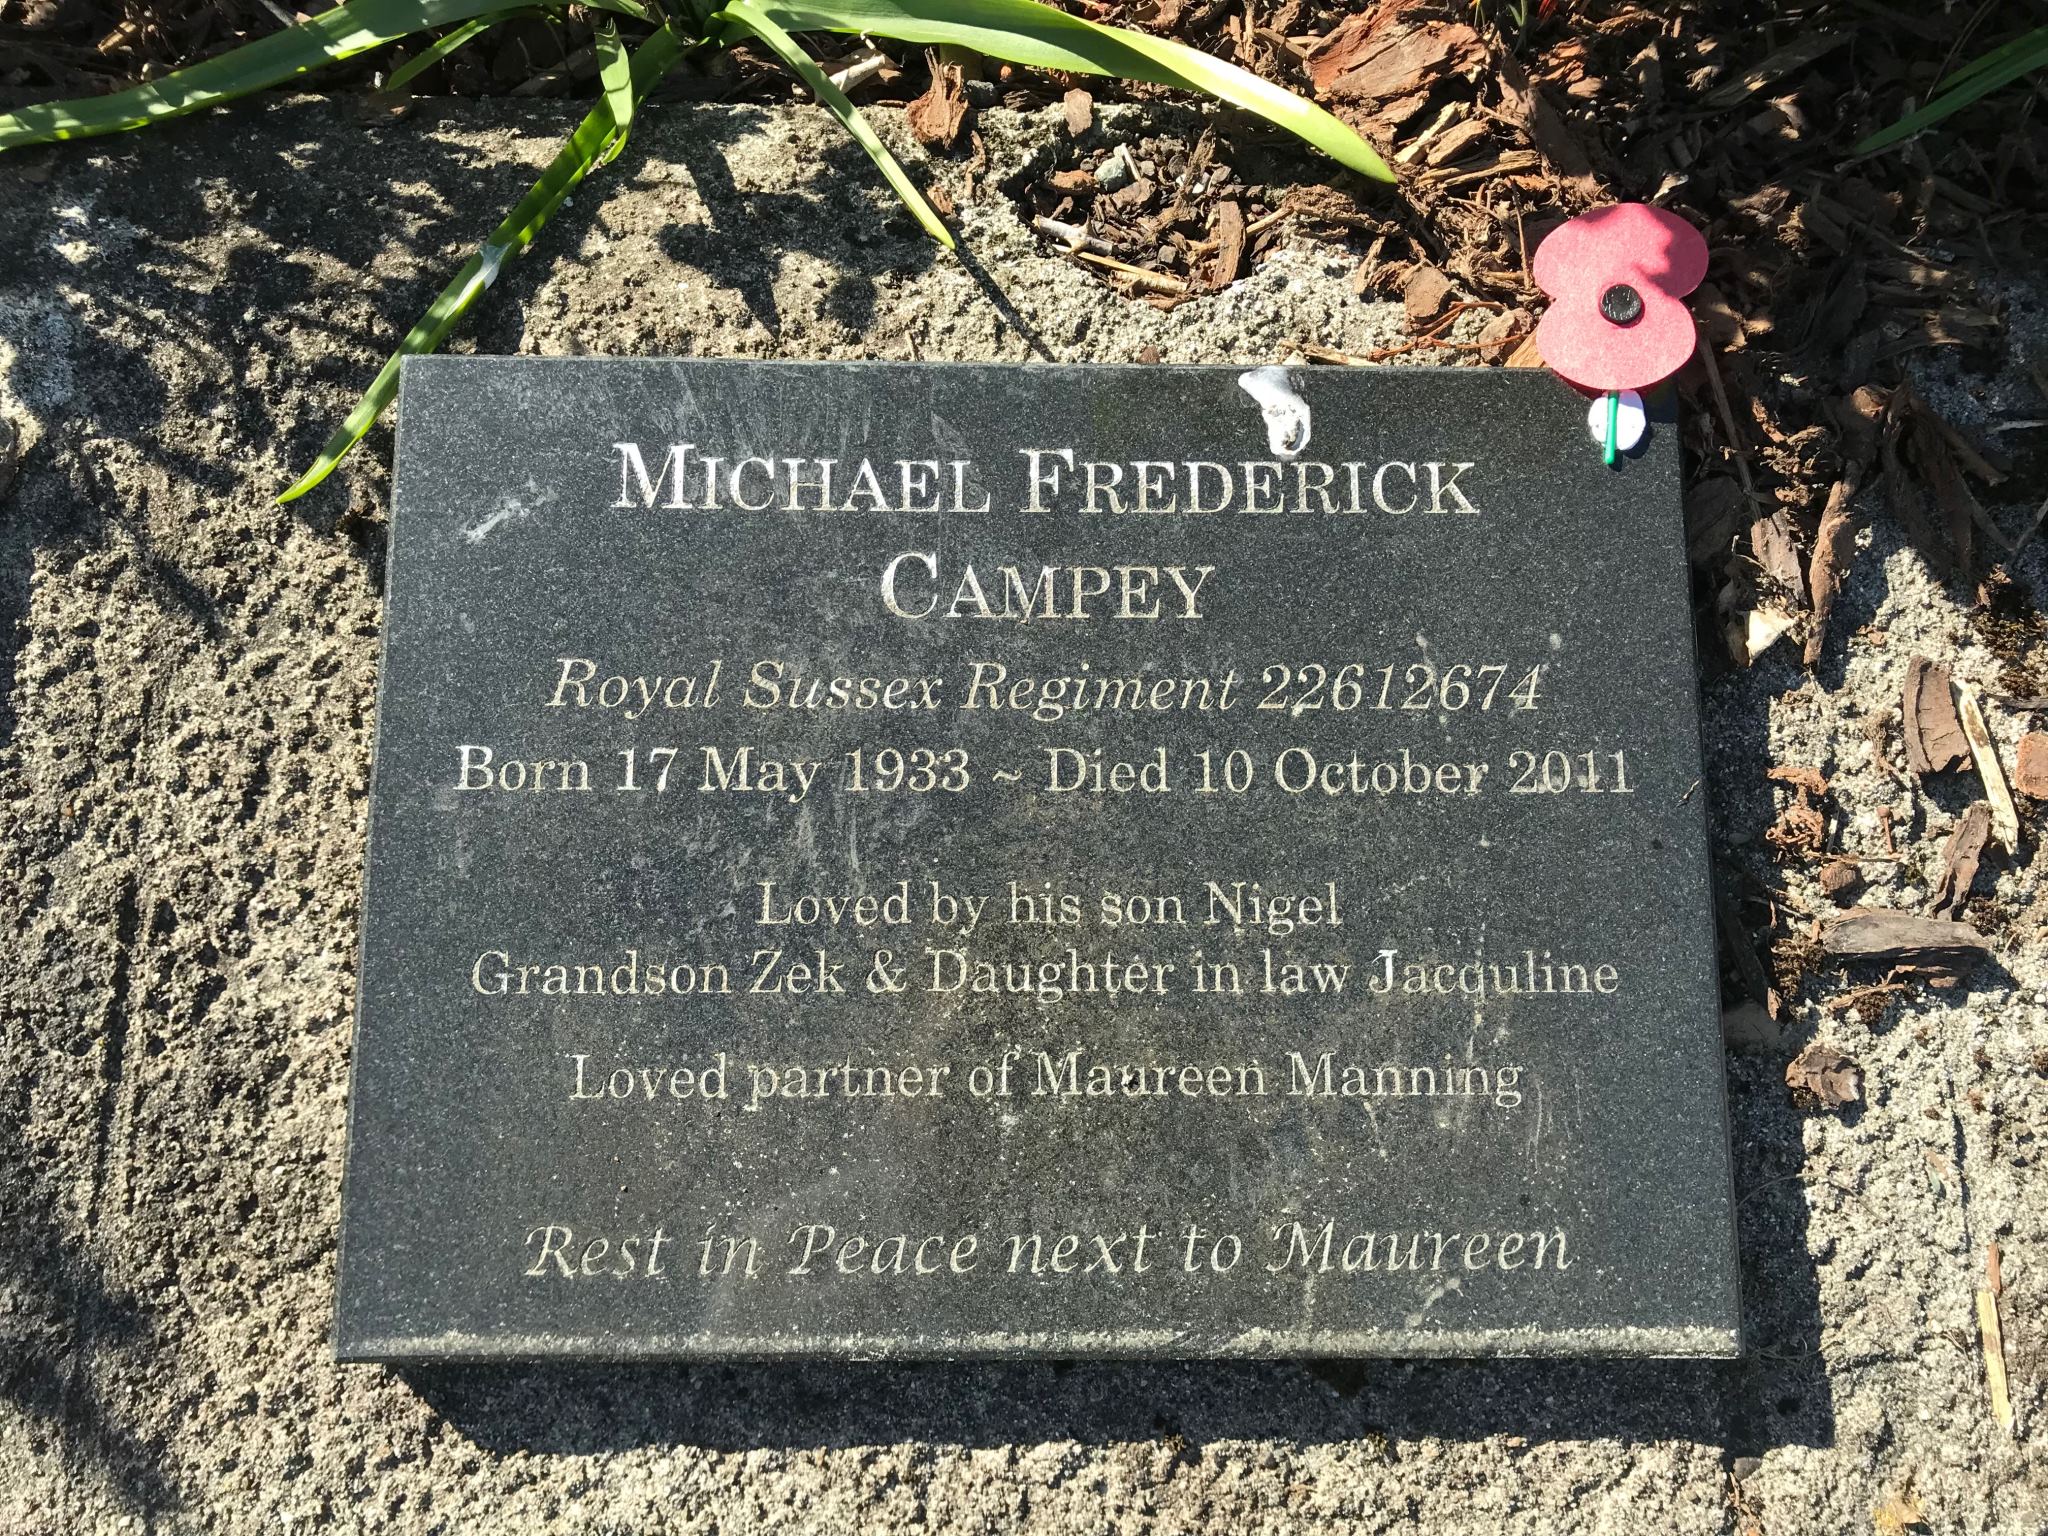 MICHAEL FREDERICK
CAMPEY
Royal Sussex Regiment 22612674
Born 17 May 1933 ~ Died 10 October 2011
Loved by his son Nigel
Grandson Zek & Daughter in law Jacquline
Loved partner of Maureen Manning
Rest in Peace next to Maureen